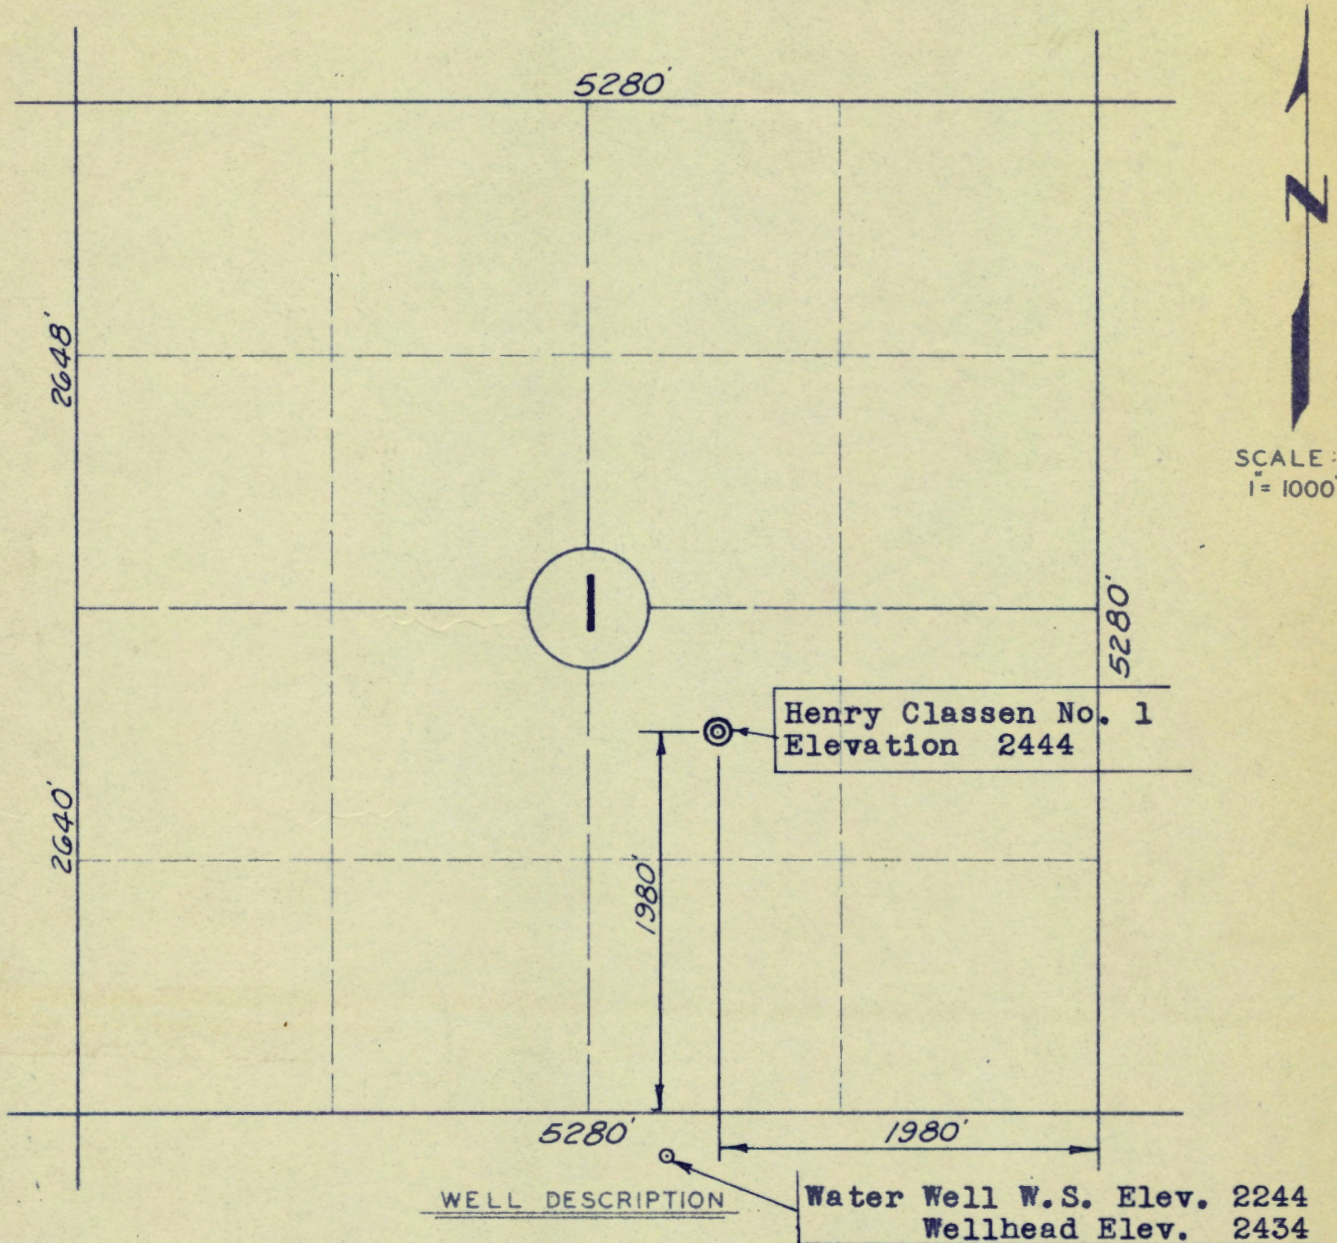 5280'
N
SCALE:
1"= 1000'
2648'
1
5280'
Henry Classen No. 1
Elevation 2444
2640'
1980'
5280'
1980'
WELL DESCRIPTION
Water Well W.S. Elev. 2244
Wellhead Elev. 2434